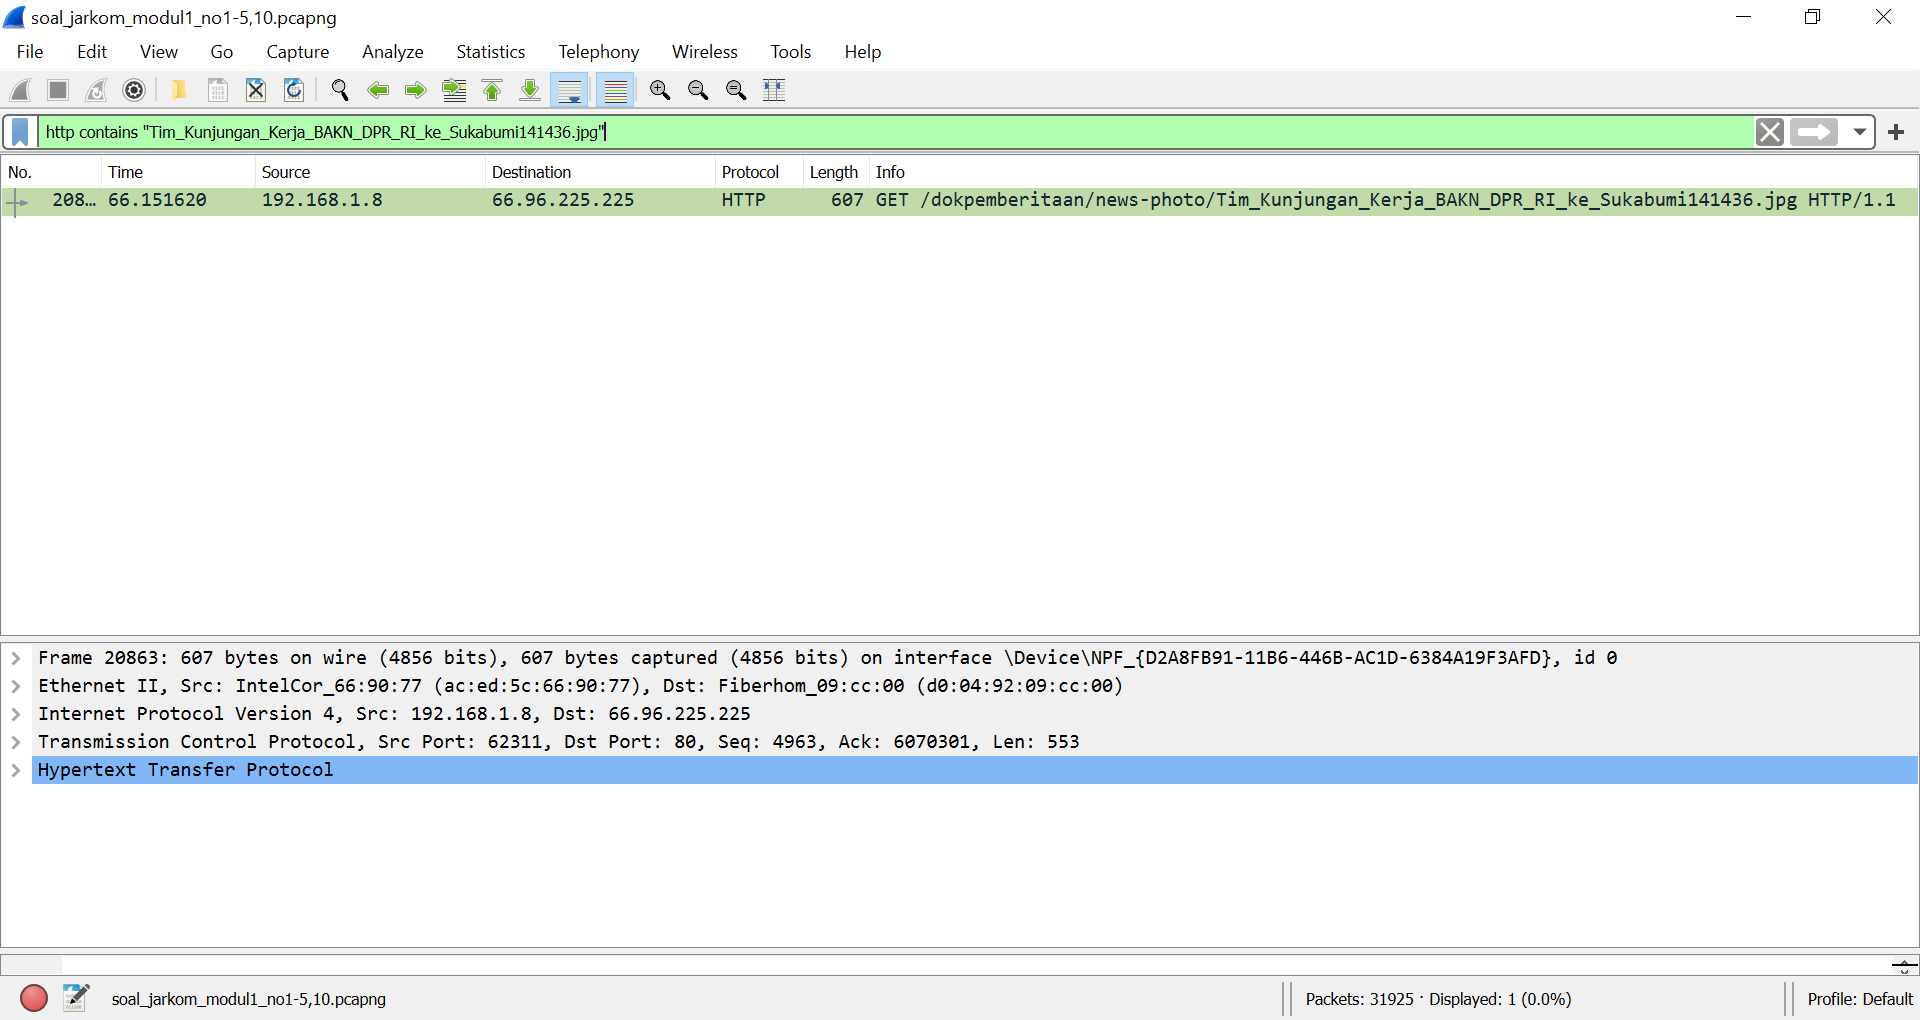 soal_jarkom_modul1_no1-5,10.pcapng
File Edit View Go Capture Analyze Statistics Telephony Wireless Tools Help
http contains "Tim_Kunjungan_Kerja_BAKN_DPR_RI_ke_Sukabumi141436.jpg"
No. Time Source Destination Protocol Length Info
208… 66.151620 192.168.1.8 66.96.225.225 HTTP 607 GET /dokpemberitaan/news-photo/Tim_Kunjungan_Kerja_BAKN_DPR_RI_ke_Sukabumi141436.jpg HTTP/1.1
Frame 20863: 607 bytes on wire (4856 bits), 607 bytes captured (4856 bits) on interface \Device\NPF_{D2A8FB91-11B6-446B-AC1D-6384A19F3AFD}, id 0
Ethernet II, Src: IntelCor_66:90:77 (ac:ed:5c:66:90:77), Dst: Fiberhom_09:cc:00 (d0:04:92:09:cc:00)
Internet Protocol Version 4, Src: 192.168.1.8, Dst: 66.96.225.225
Transmission Control Protocol, Src Port: 62311, Dst Port: 80, Seq: 4963, Ack: 6070301, Len: 553
Hypertext Transfer Protocol
soal_jarkom_modul1_no1-5,10.pcapng
Packets: 31925 · Displayed: 1 (0.0%)
Profile: Default